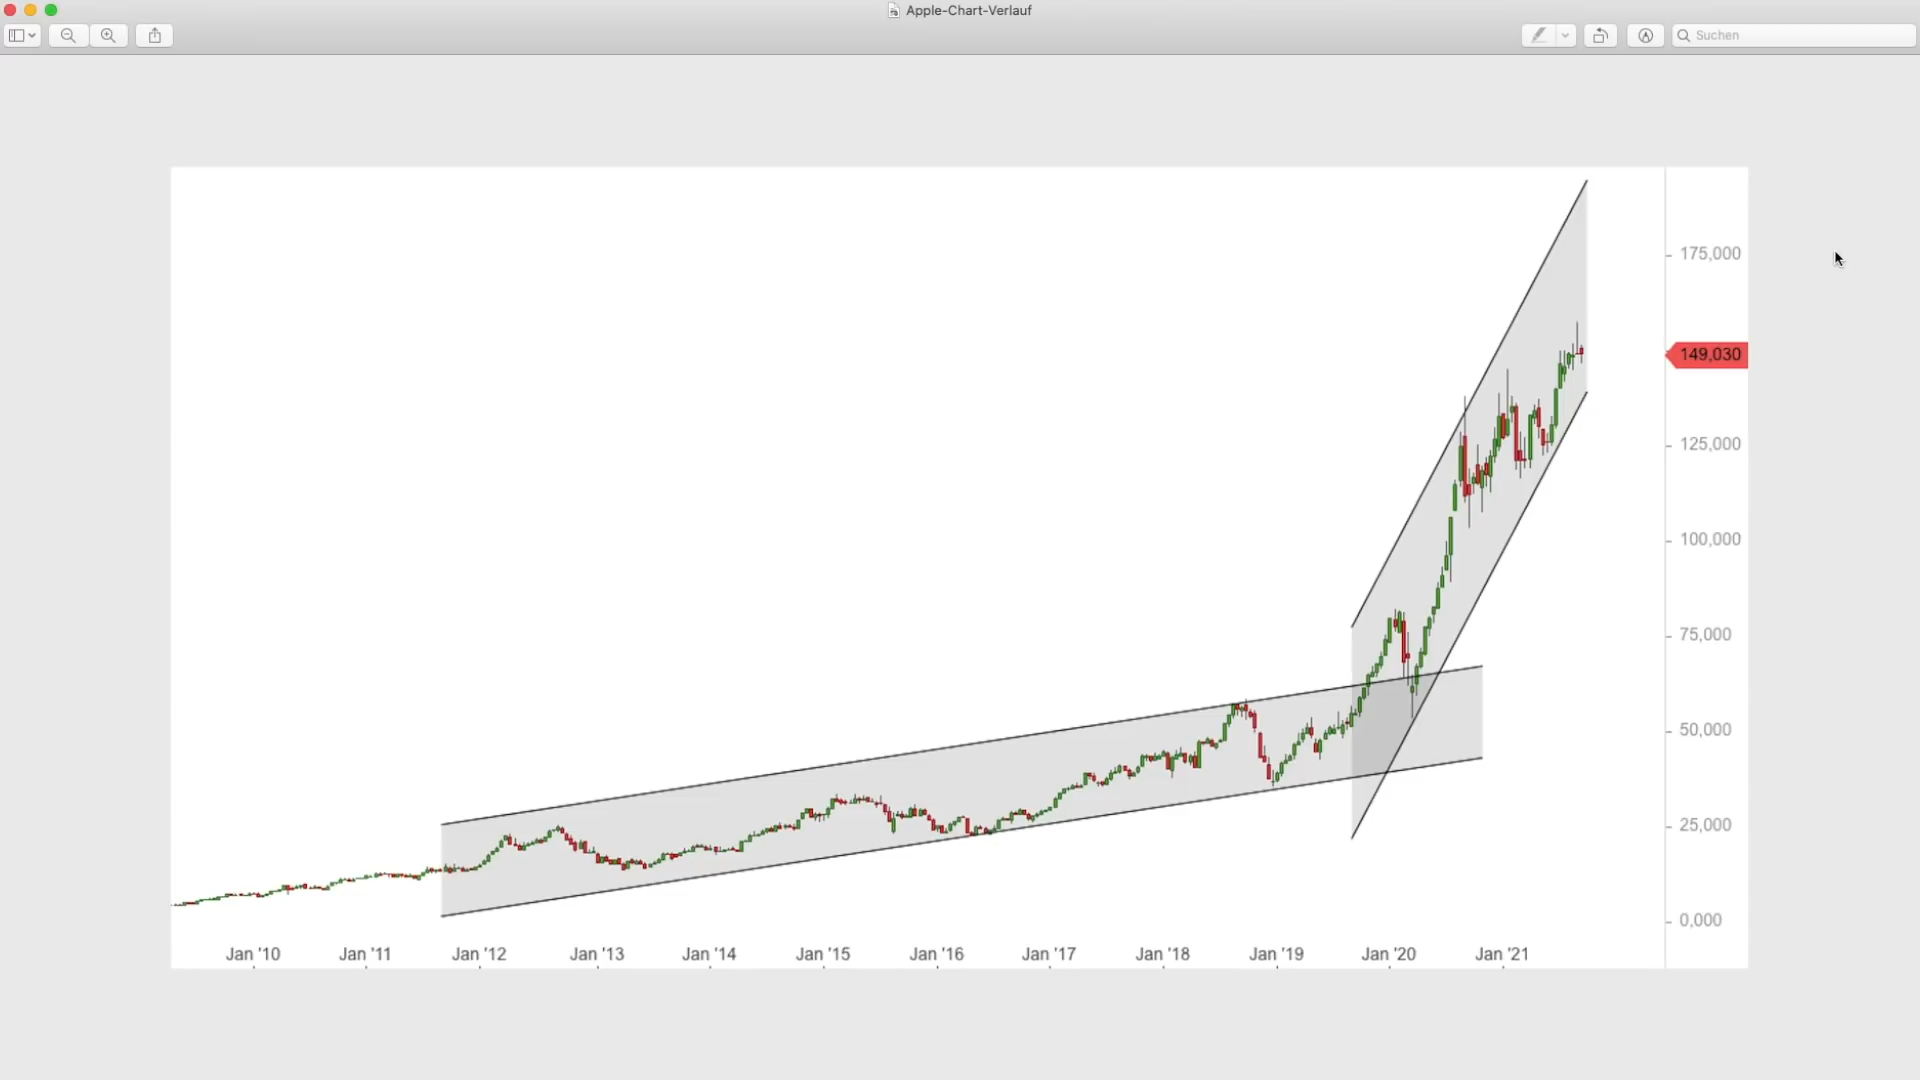 Apple-Chart-Verlauf
Suchen
175,000
149,030
125,000
100,000
75,000
50,000
25,000
0,000
Jan '10 Jan '11 Jan '12 Jan '13 Jan '14 Jan '15 Jan '16 Jan '17 Jan '18 Jan '19 Jan '20 Jan '21